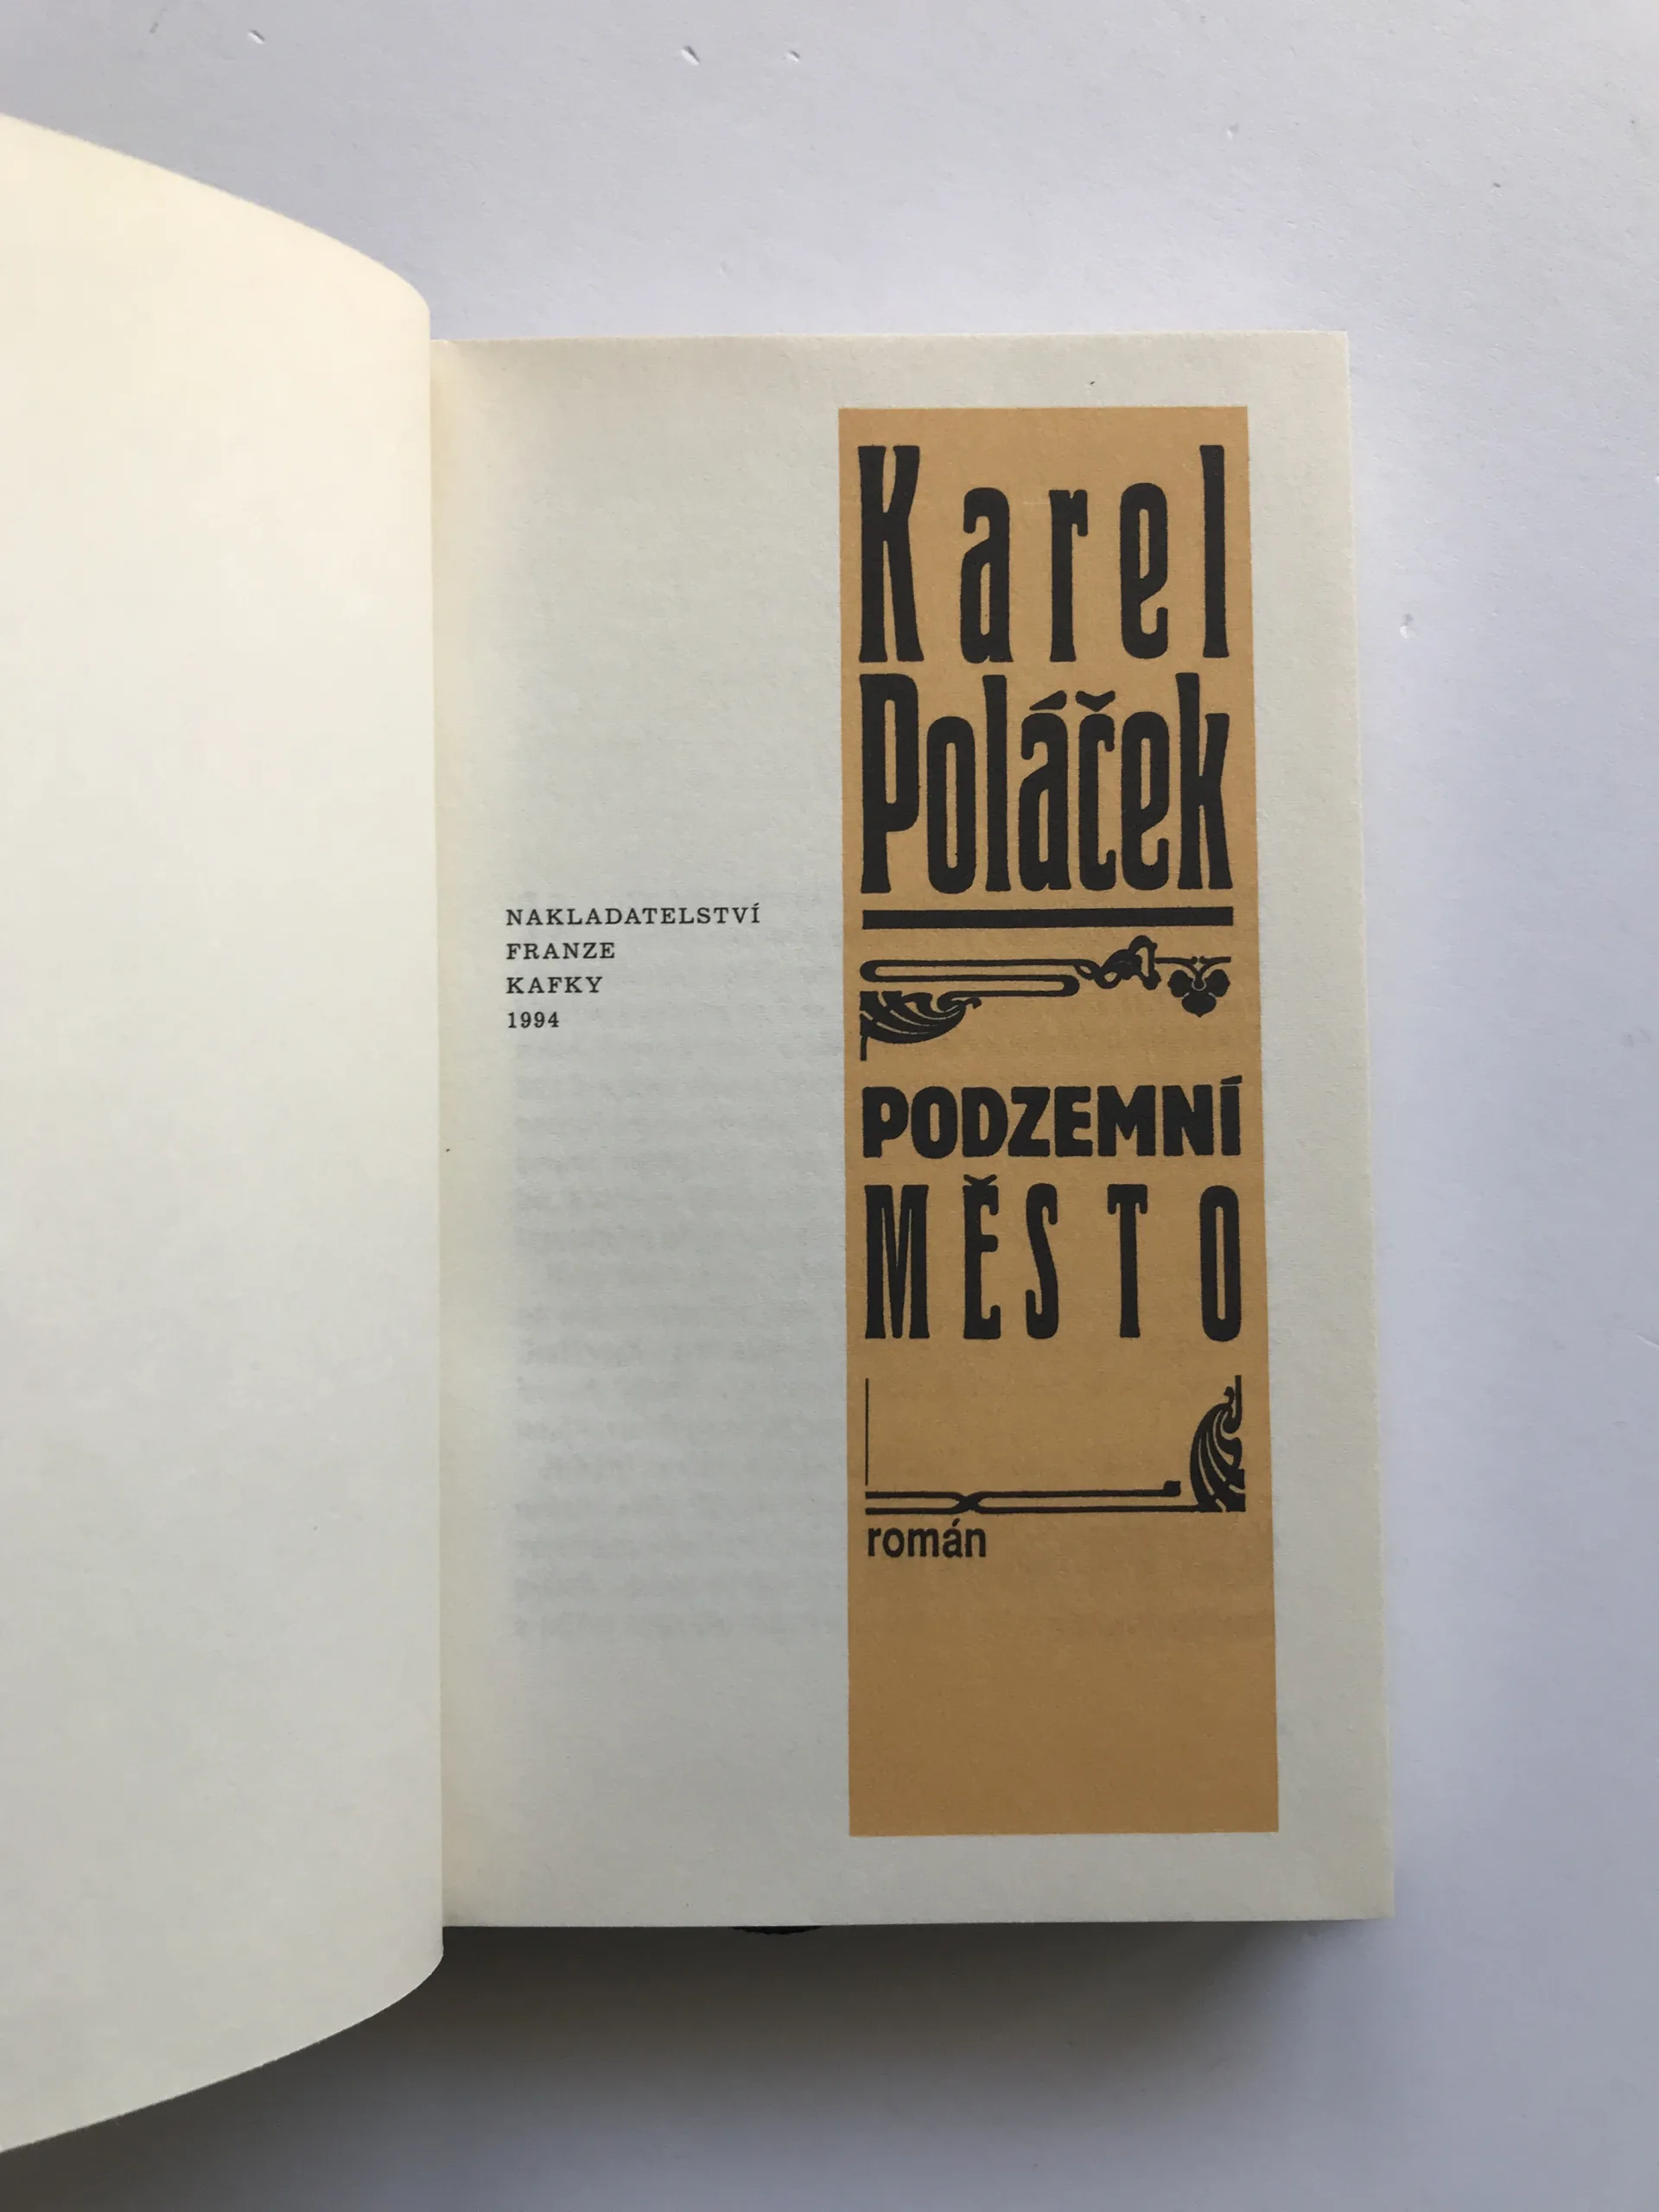 Karel
Poláček
NAKLADATELSTVÍ
FRANZE
KAFKY
1994
PODZEMNÍ
MĚSTO
román